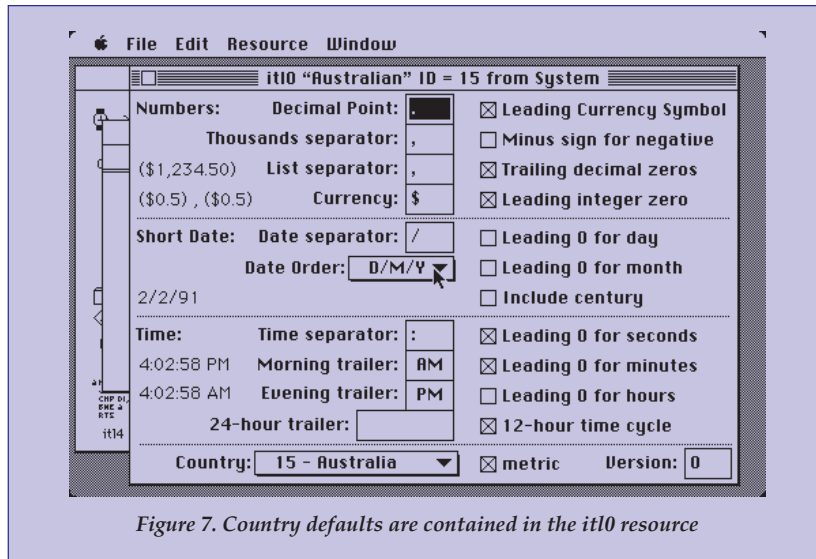 File Edit Resource Window
itl0 “Australian” ID = 15 from System
Numbers: Decimal Point: . Leading Currency Symbol
Thousands separator: , Minus sign for negative
($1,234.50) List separator: , Trailing decimal zeros
($0.5) , ($0.5) Currency: $ Leading integer zero
Short Date: Date separator: / Leading 0 for day
Date Order: D/M/Y Leading 0 for month
2/2/91 Include century
Time: Time separator: : Leading 0 for seconds
4:02:58 PM Morning trailer: AM Leading 0 for minutes
4:02:58 AM Evening trailer: PM Leading 0 for hours
24-hour trailer: 12-hour time cycle
itl4
Country: 15 - Australia metric Version: 0
Figure 7. Country defaults are contained in the itl0 resource